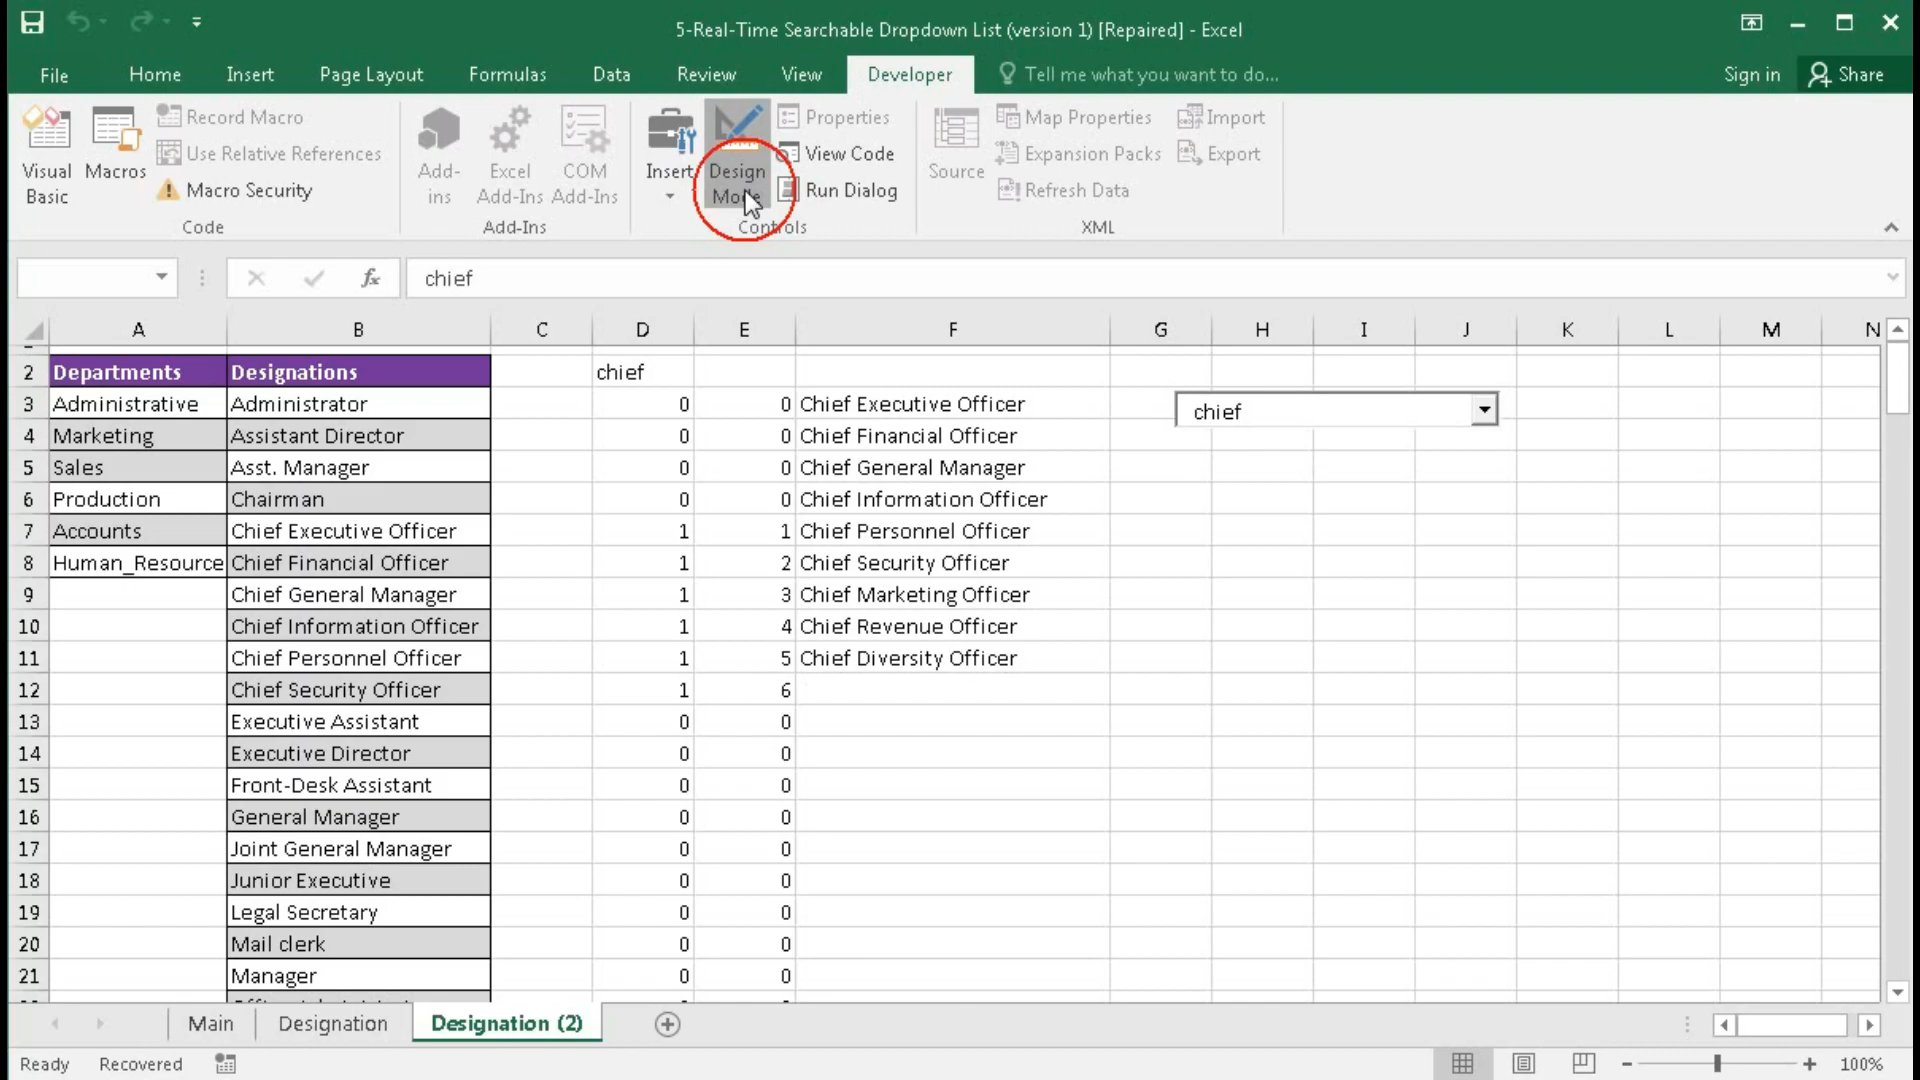 5-Real-Time Searchable Dropdown List (version 1) [Repaired] - Excel
File Home Insert Page Layout Formulas Data Review View Developer Tell me what you want to do... Sign in Share
Visual Basic
Macros
Record Macro
Use Relative References
Macro Security
Code
Add-ins
Excel Add-Ins
COM Add-Ins
Add-Ins
Insert
Design Mode
Properties
View Code
Run Dialog
Controls
Source
Map Properties
Expansion Packs
Refresh Data
Import
Export
XML
fx chief
A B C D E F G H I J K L M N
2 Departments Designations chief
3 Administrative Administrator 0 0 Chief Executive Officer chief
4 Marketing Assistant Director 0 0 Chief Financial Officer
5 Sales Asst. Manager 0 0 Chief General Manager
6 Production Chairman 0 0 Chief Information Officer
7 Accounts Chief Executive Officer 1 1 Chief Personnel Officer
8 Human_Resource Chief Financial Officer 1 2 Chief Security Officer
9 Chief General Manager 1 3 Chief Marketing Officer
10 Chief Information Officer 1 4 Chief Revenue Officer
11 Chief Personnel Officer 1 5 Chief Diversity Officer
12 Chief Security Officer 1 6
13 Executive Assistant 0 0
14 Executive Director 0 0
15 Front-Desk Assistant 0 0
16 General Manager 0 0
17 Joint General Manager 0 0
18 Junior Executive 0 0
19 Legal Secretary 0 0
20 Mail clerk 0 0
21 Manager 0 0
Main Designation Designation (2)
Ready Recovered 100%